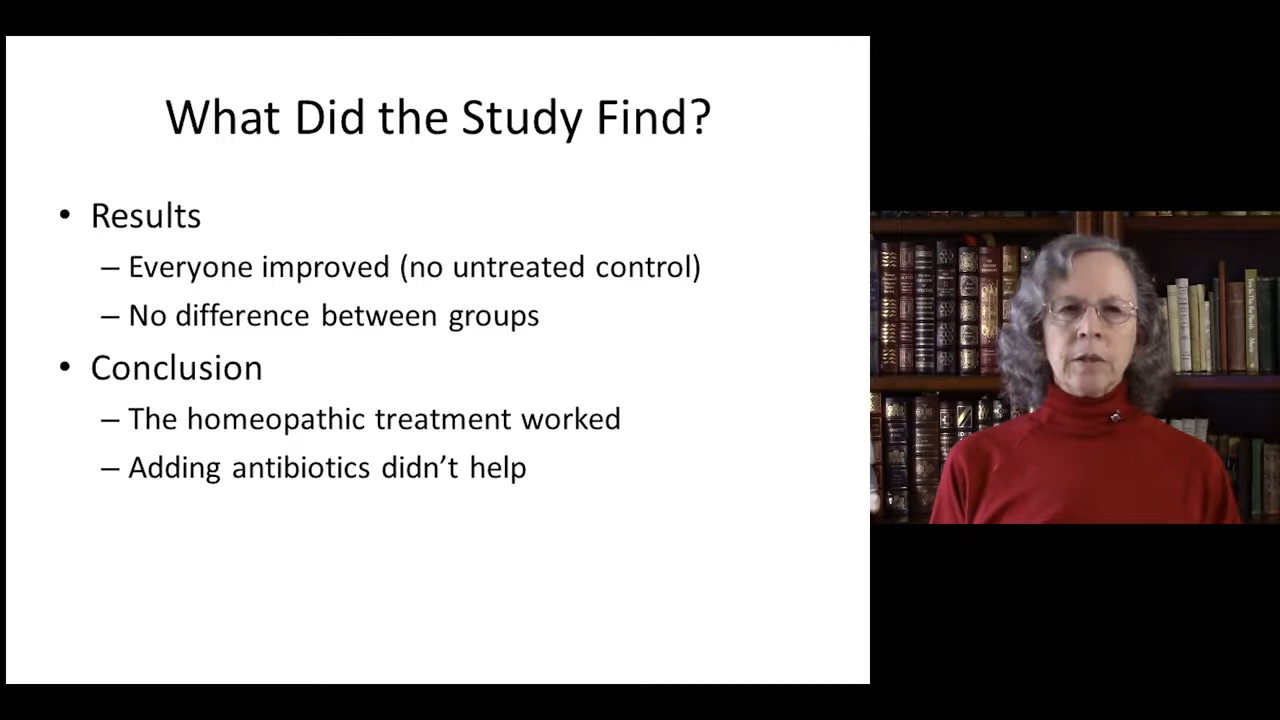 What Did the Study Find?
• Results
– Everyone improved (no untreated control)
– No difference between groups
• Conclusion
– The homeopathic treatment worked
– Adding antibiotics didn’t help